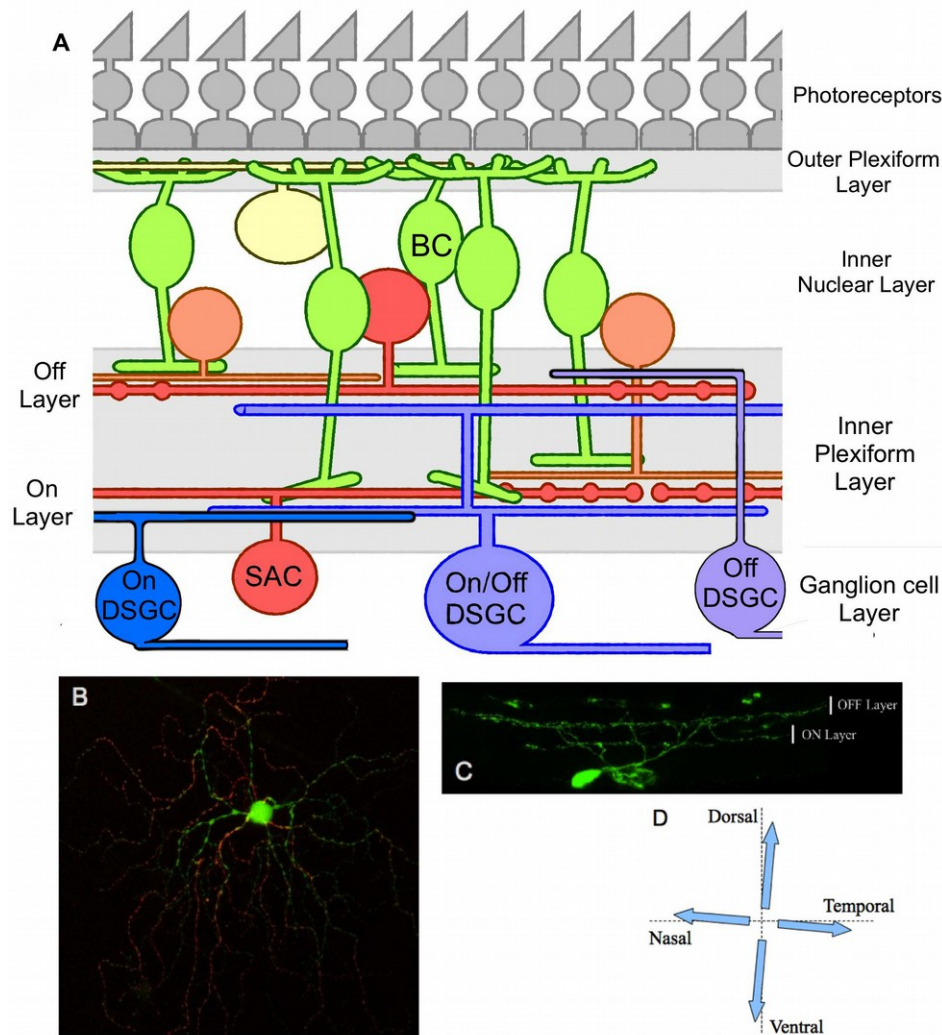 A
Photoreceptors
Outer Plexiform
Layer
BC
Inner
Nuclear Layer
Off
Layer
Inner
Plexiform
Layer
On
Layer
On
DSGC
SAC
On/Off
DSGC
Off
DSGC
Ganglion cell
Layer
B
OFF Layer
ON Layer
C
D
Dorsal
Temporal
Nasal
Ventral